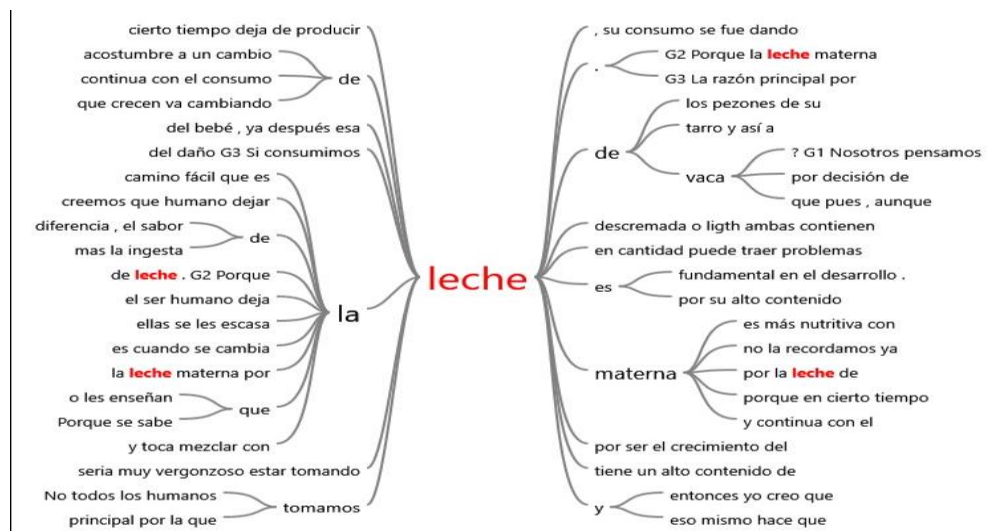 cierto tiempo deja de producir
acostumbre a un cambio
continua con el consumo
que crecen va cambiando
de
del bebé , ya después esa
del daño G3 Si consumimos
camino fácil que es
creemos que humano dejar
diferencia , el sabor
mas la ingesta
de
de leche . G2 Porque
el ser humano deja
ellas se les escasa
es cuando se cambia
la leche materna por
o les enseñan
Porque se sabe
que
y toca mezclar con
la
seria muy vergonzoso estar tomando
No todos los humanos
principal por la que
tomamos
leche
, su consumo se fue dando
.
G2 Porque la leche materna
G3 La razón principal por
de
los pezones de su
tarro y así a
vaca
? G1 Nosotros pensamos
por decisión de
que pues , aunque
descremada o ligth ambas contienen
en cantidad puede traer problemas
es
fundamental en el desarrollo .
por su alto contenido
materna
es más nutritiva con
no la recordamos ya
por la leche de
porque en cierto tiempo
y continua con el
por ser el crecimiento del
tiene un alto contenido de
y
entonces yo creo que
eso mismo hace que